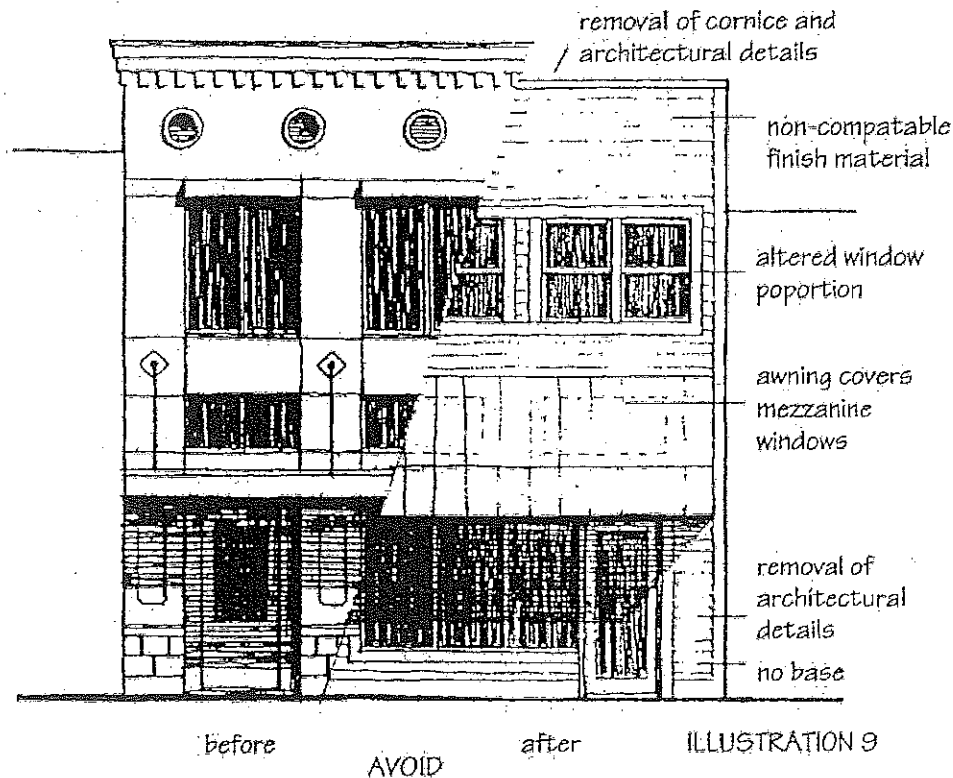 removal of cornice and
architectural details
non-compatable
finish material
altered window
poportion
awning covers
mezzanine
windows
removal of
architectural
details
no base
before
after
AVOID
ILLUSTRATION 9